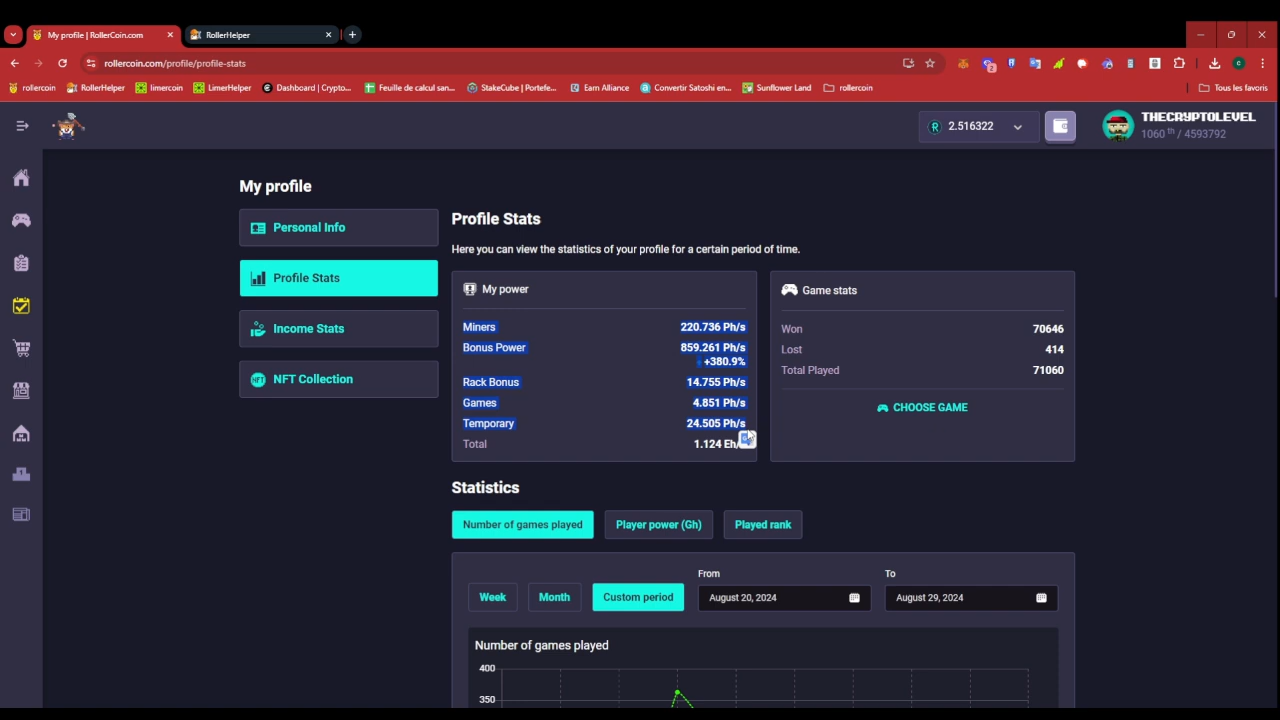 My profile | RollerCoin.com
RollerHelper
rollercoin.com/profile/profile-stats
2
c
rollercoin
RollerHelper
limercoin
LimerHelper
Dashboard | Crypto...
Feuille de calcul san...
StakeCube | Portefe...
Earn Alliance
Convertir Satoshi en...
Sunflower Land
rollercoin
Tous les favoris
2.516322
THECRYPTOLEVEL
1060 th / 4593792
My profile
Personal Info
Profile Stats
Income Stats
NFT Collection
Profile Stats
Here you can view the statistics of your profile for a certain period of time.
My power
Miners 220.736 Ph/s
Bonus Power 859.261 Ph/s
+380.9%
Rack Bonus 14.755 Ph/s
Games 4.851 Ph/s
Temporary 24.505 Ph/s
Total 1.124 Eh/
Game stats
Won 70646
Lost 414
Total Played 71060
CHOOSE GAME
Statistics
Number of games played
Player power (Gh)
Played rank
From
To
Week
Month
Custom period
August 20, 2024
August 29, 2024
Number of games played
400
350